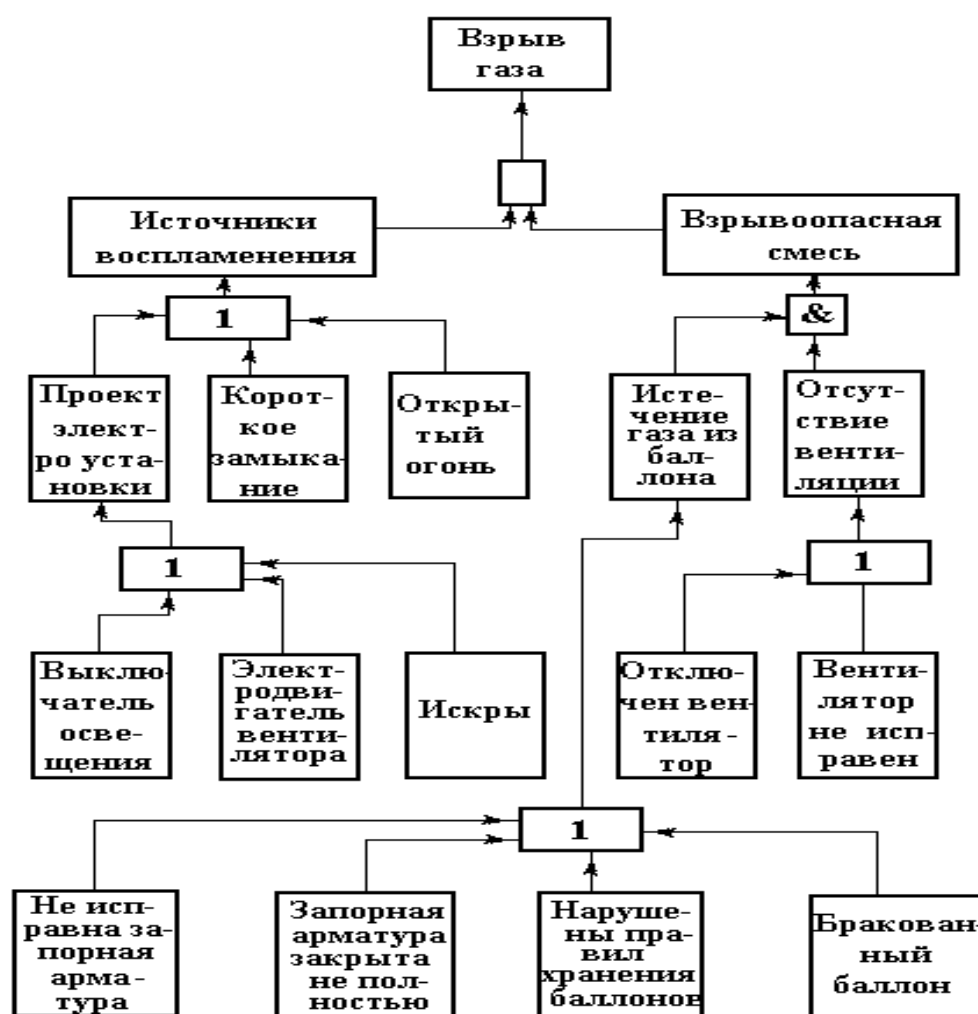 Взрыв
газа
Источники
воспламенения
Взрывоопасная
смесь
1
&
Проект
электро
ро уста-
новки
Корот-
кое
замыка-
ние
Откры-
тый
огонь
Исте-
чение
газа из
бал-
лона
Отсут-
ствие
венти-
ляции
1
1
Выклю-
чатель
осве-
щения
Элект-
родви-
гатель
венти-
лятора
Искры
Отклю-
чен вен-
тиля -
тор
Венти-
лятор
не исп-
равен
1
Не исп-
равна за-
порная
арма-
тура
Запорная
арматура
закрыта
не пол-
ностью
Наруше-
ны правил
хранения
баллонов
Бракован-
ный
баллон